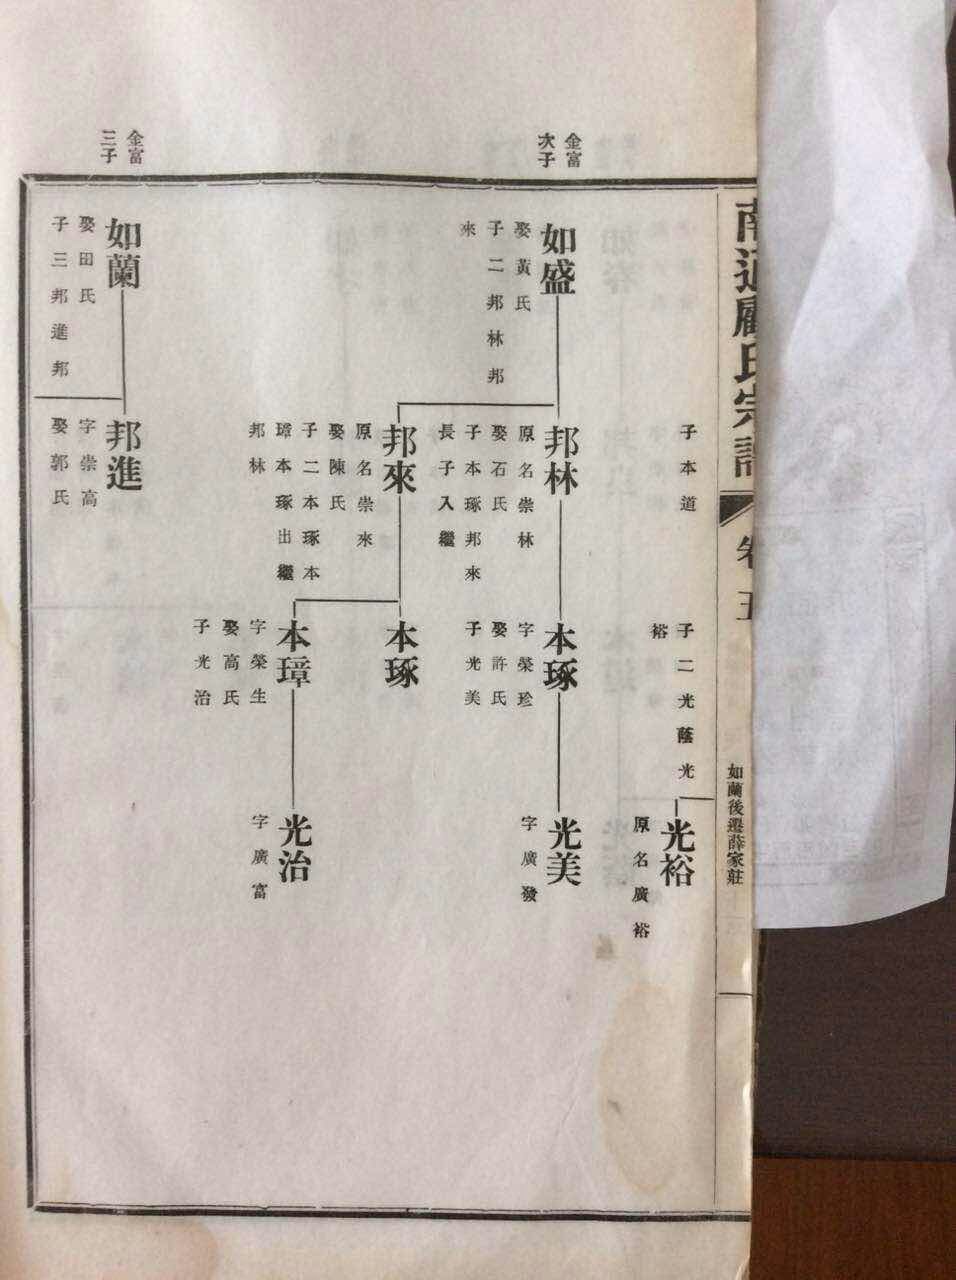 南通顧氏宗譜
卷五
如蘭後遷薛家莊
子本道
子二光蔭光
裕
光裕
原名廣裕
金富
次子
如盛
娶黃氏
子二邦林邦
來
邦林
原名崇林
娶石氏
子本琢邦來
長子入繼
本琢
字榮珍
娶許氏
子光美
光美
字廣發
邦來
原名崇來
娶陳氏
子二本琢本
璋本琢出繼
邦林
本琢
本璋
字榮生
娶高氏
子光治
光治
字廣富
金富
三子
如蘭
娶田氏
子三邦進邦
邦進
字崇高
娶郭氏